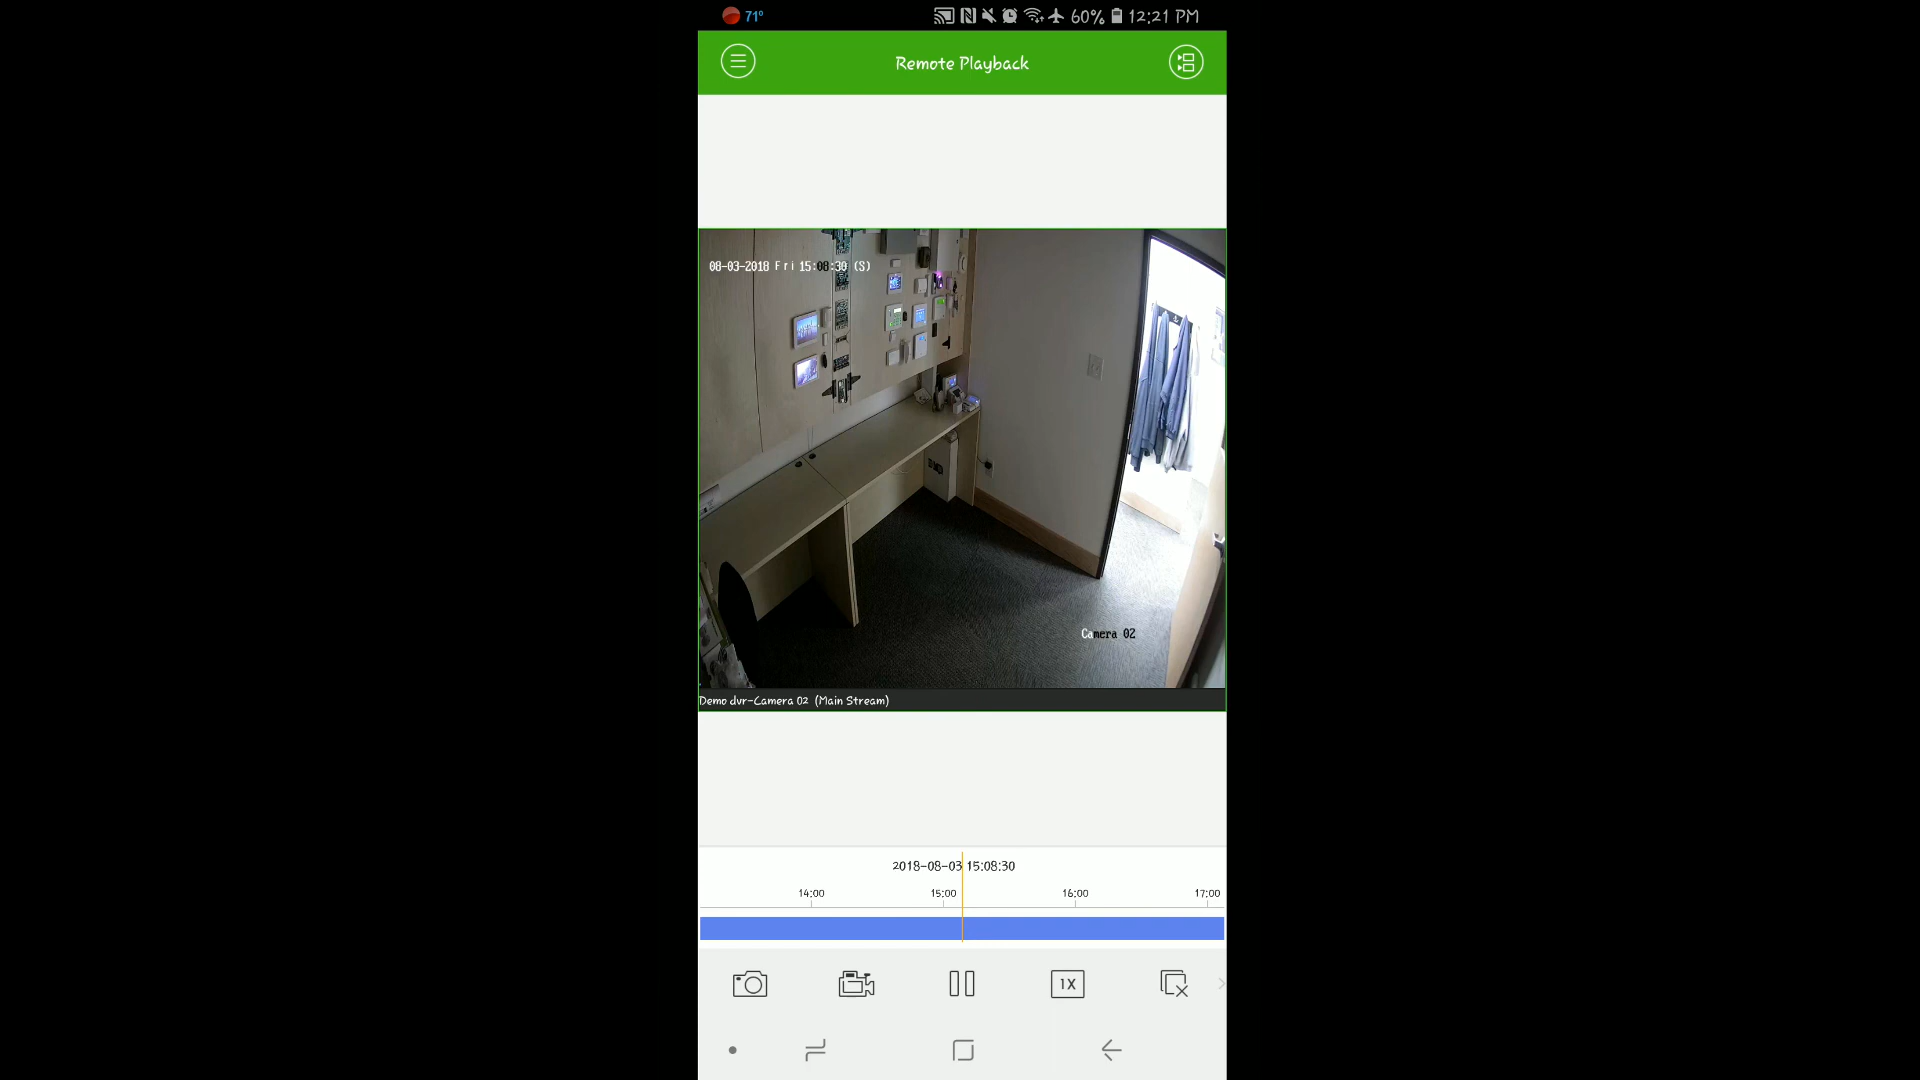 71° 60% 12:21 PM
Remote Playback
08-03-2018 Fri 15:08:30 (S)
Camera 02
Demo dvr-Camera 02 (Main Stream)
2018-08-03 15:08:30
14:00 15:00 16:00 17:00
1X